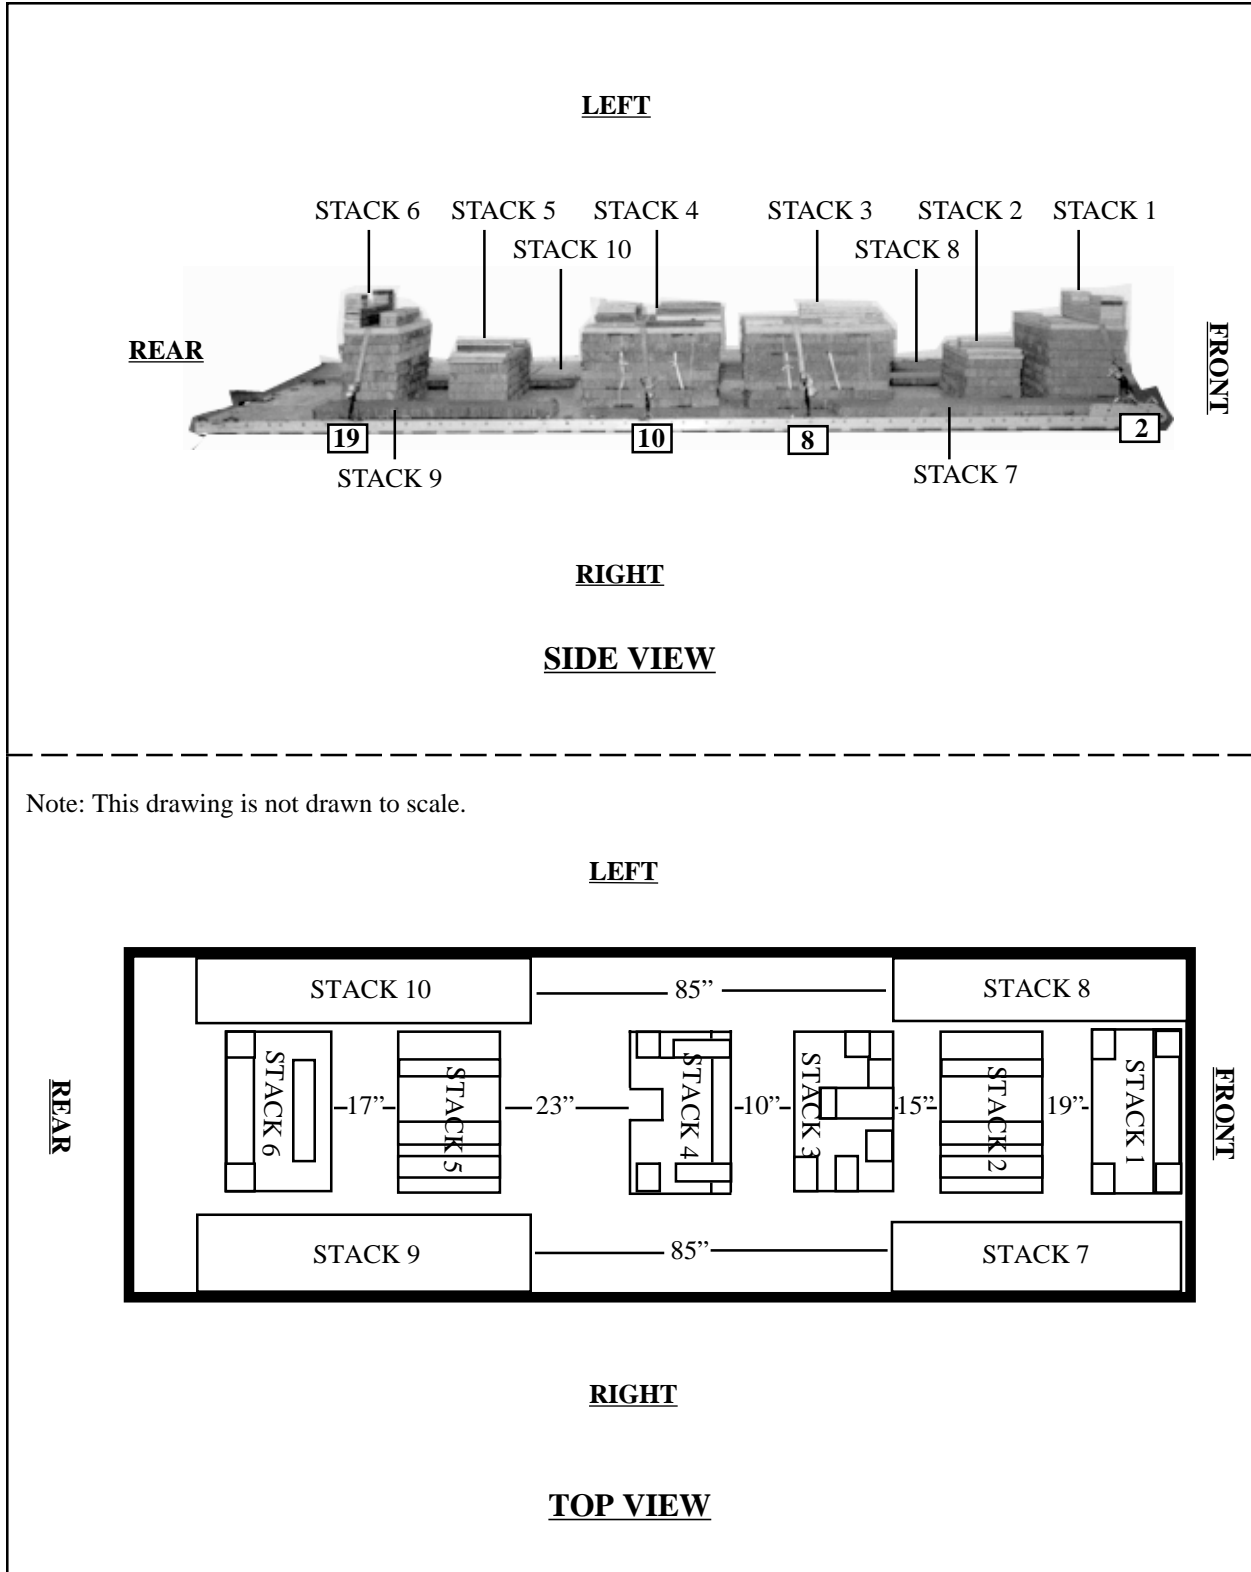 LEFT
STACK 6 STACK 5 STACK 4 STACK 3 STACK 2 STACK 1
STACK 10 STACK 8
REAR
FRONT
19 10 8 2
STACK 9 STACK 7
RIGHT
SIDE VIEW
Note: This drawing is not drawn to scale.
LEFT
STACK 10 85” STACK 8
REAR
STACK 6 17” STACK 5 23” STACK 4 10” STACK 3 15” STACK 2 19” STACK 1
FRONT
STACK 9 85” STACK 7
RIGHT
TOP VIEW